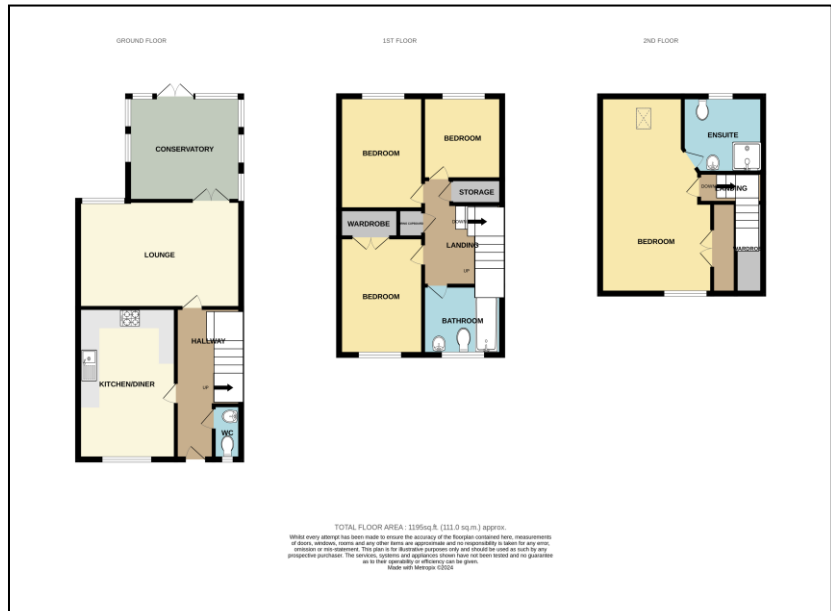 GROUND FLOOR
1ST FLOOR
2ND FLOOR
CONSERVATORY
LOUNGE
HALLWAY
KITCHEN/DINER
UP
WC
BEDROOM
BEDROOM
STORAGE
WARDROBE
DOWN
LANDING
UP
BEDROOM
BATHROOM
ENSUITE
DOWN
LANDING
BEDROOM
WARDROBE
TOTAL FLOOR AREA : 1195sq.ft. (111.0 sq.m.) approx.
Whilst every attempt has been made to ensure the accuracy of the floorplan contained here, measurements
of doors, windows, rooms and any other items are approximate and no responsibility is taken for any error,
omission or mis-statement. This plan is for illustrative purposes only and should be used as such by any
prospective purchaser. The services, systems and appliances shown have not been tested and no guarantee
as to their operability or efficiency can be given.
Made with Metropix ©2024